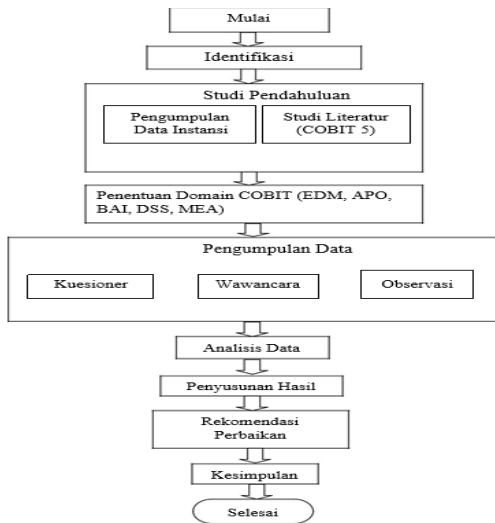 Mulai
Identifikasi
Studi Pendahuluan
Pengumpulan
Data Instansi
Studi Literatur
(COBIT 5)
Penentuan Domain COBIT (EDM, APO,
BAI, DSS, MEA)
Pengumpulan Data
Kuesioner
Wawancara
Observasi
Analisis Data
Penyusunan Hasil
Rekomendasi
Perbaikan
Kesimpulan
Selesai